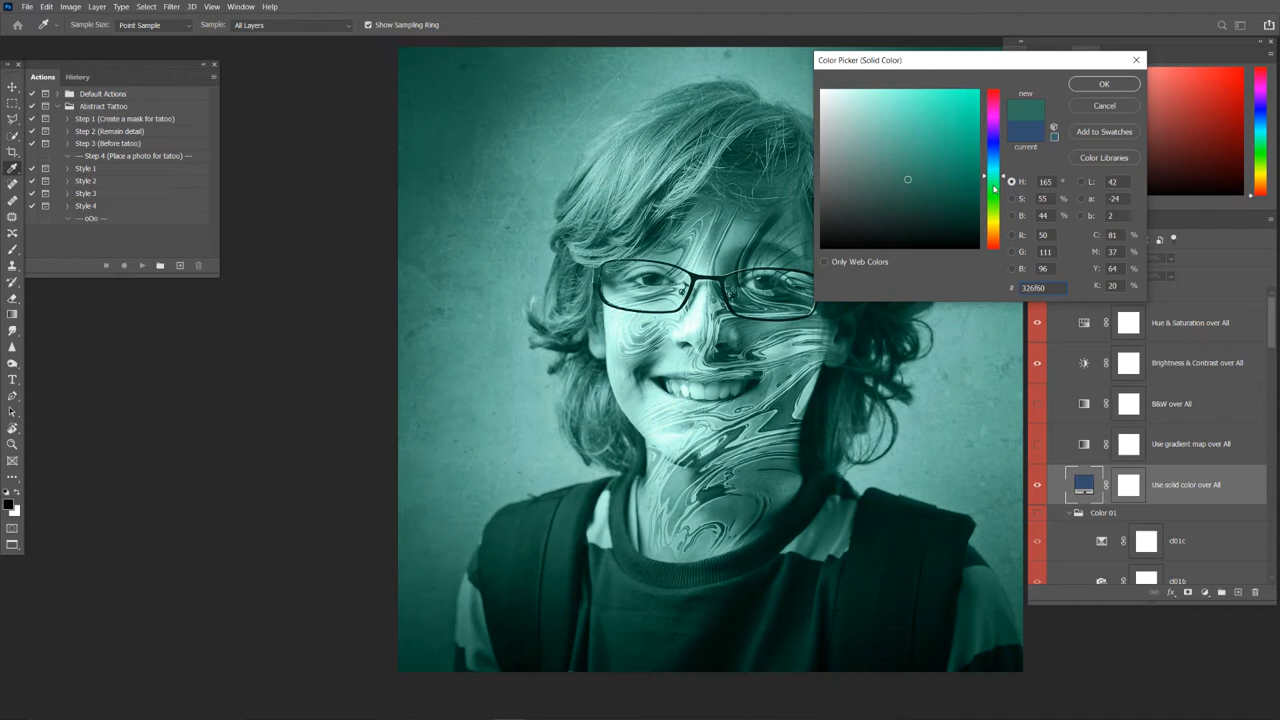 Ps File Edit Image Layer Type Select Filter 3D View Window Help
Sample Size: Point Sample Sample: All Layers Show Sampling Ring
Actions History
Default Actions
Abstract Tattoo
Step 1 (Create a mask for tatoo)
Step 2 (Remain detail)
Step 3 (Before tatoo)
--- Step 4 (Place a photo for tatoo) ---
Style 1
Style 2
Style 3
Style 4
--- oOo ---
Color Picker (Solid Color)
new
current
OK
Cancel
Add to Swatches
Color Libraries
H: 165 °
S: 55 %
B: 44 %
R: 50
G: 111
B: 96
L: 42
a: -24
b: 2
C: 81 %
M: 37 %
Y: 64 %
K: 20 %
# 326f60
Only Web Colors
Hue & Saturation over All
Brightness & Contrast over All
B&W over All
Use gradient map over All
Use solid color over All
Color 01
cl01c
cl01b
fx